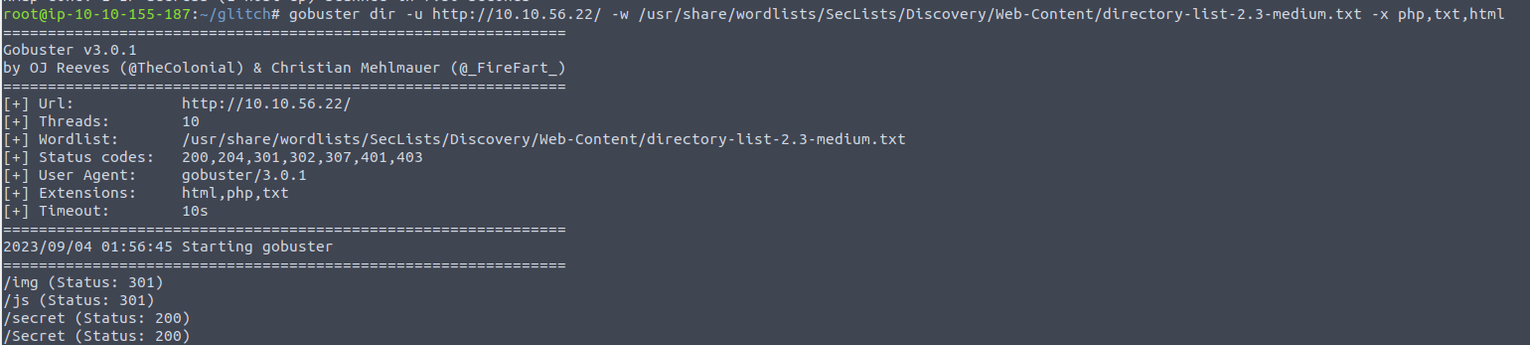 root@ip-10-10-155-187:~/glitch# gobuster dir -u http://10.10.56.22/ -w /usr/share/wordlists/SecLists/Discovery/Web-Content/directory-list-2.3-medium.txt -x php,txt,html
===============================================================
Gobuster v3.0.1
by OJ Reeves (@TheColonial) & Christian Mehlmauer (@_FireFart_)
===============================================================
[+] Url:            http://10.10.56.22/
[+] Threads:        10
[+] Wordlist:       /usr/share/wordlists/SecLists/Discovery/Web-Content/directory-list-2.3-medium.txt
[+] Status codes:   200,204,301,302,307,401,403
[+] User Agent:     gobuster/3.0.1
[+] Extensions:     html,php,txt
[+] Timeout:        10s
===============================================================
2023/09/04 01:56:45 Starting gobuster
===============================================================
/img (Status: 301)
/js (Status: 301)
/secret (Status: 200)
/Secret (Status: 200)